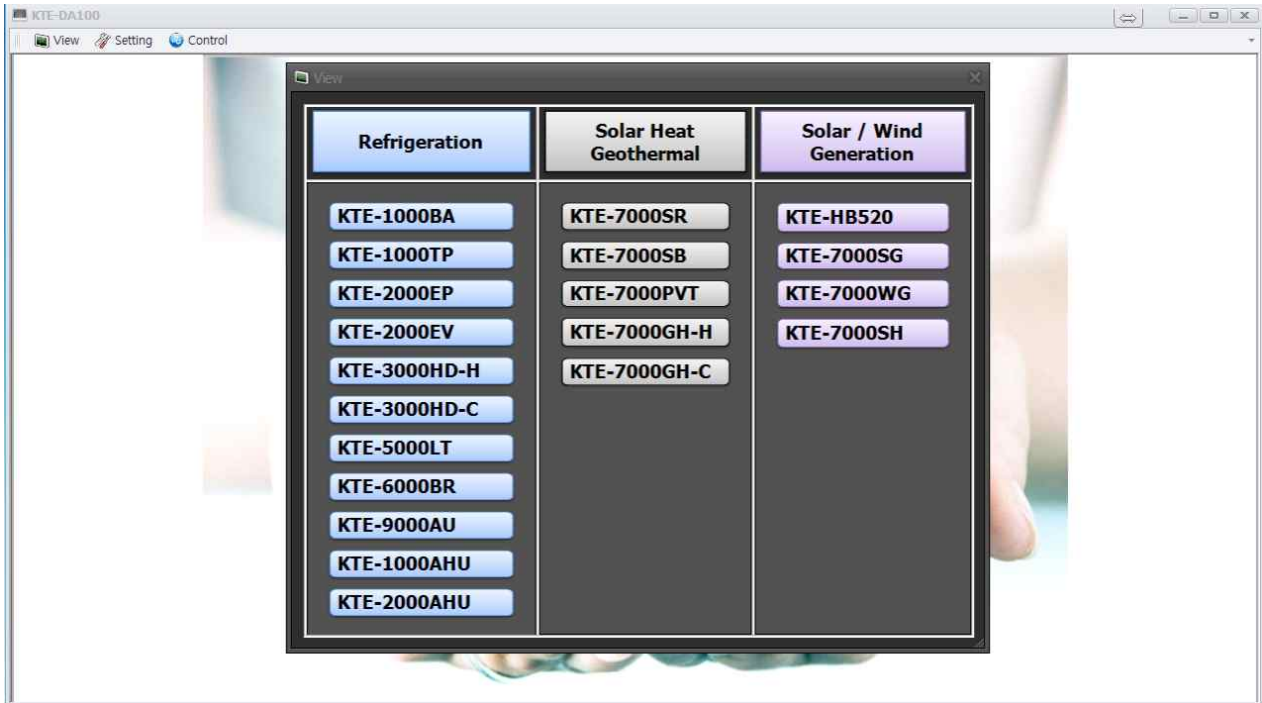 KTE-DA100
View Setting Control
View
Refrigeration
Solar Heat
Geothermal
Solar / Wind
Generation
KTE-1000BA
KTE-1000TP
KTE-2000EP
KTE-2000EV
KTE-3000HD-H
KTE-3000HD-C
KTE-5000LT
KTE-6000BR
KTE-9000AU
KTE-1000AHU
KTE-2000AHU
KTE-7000SR
KTE-7000SB
KTE-7000PVT
KTE-7000GH-H
KTE-7000GH-C
KTE-HB520
KTE-7000SG
KTE-7000WG
KTE-7000SH